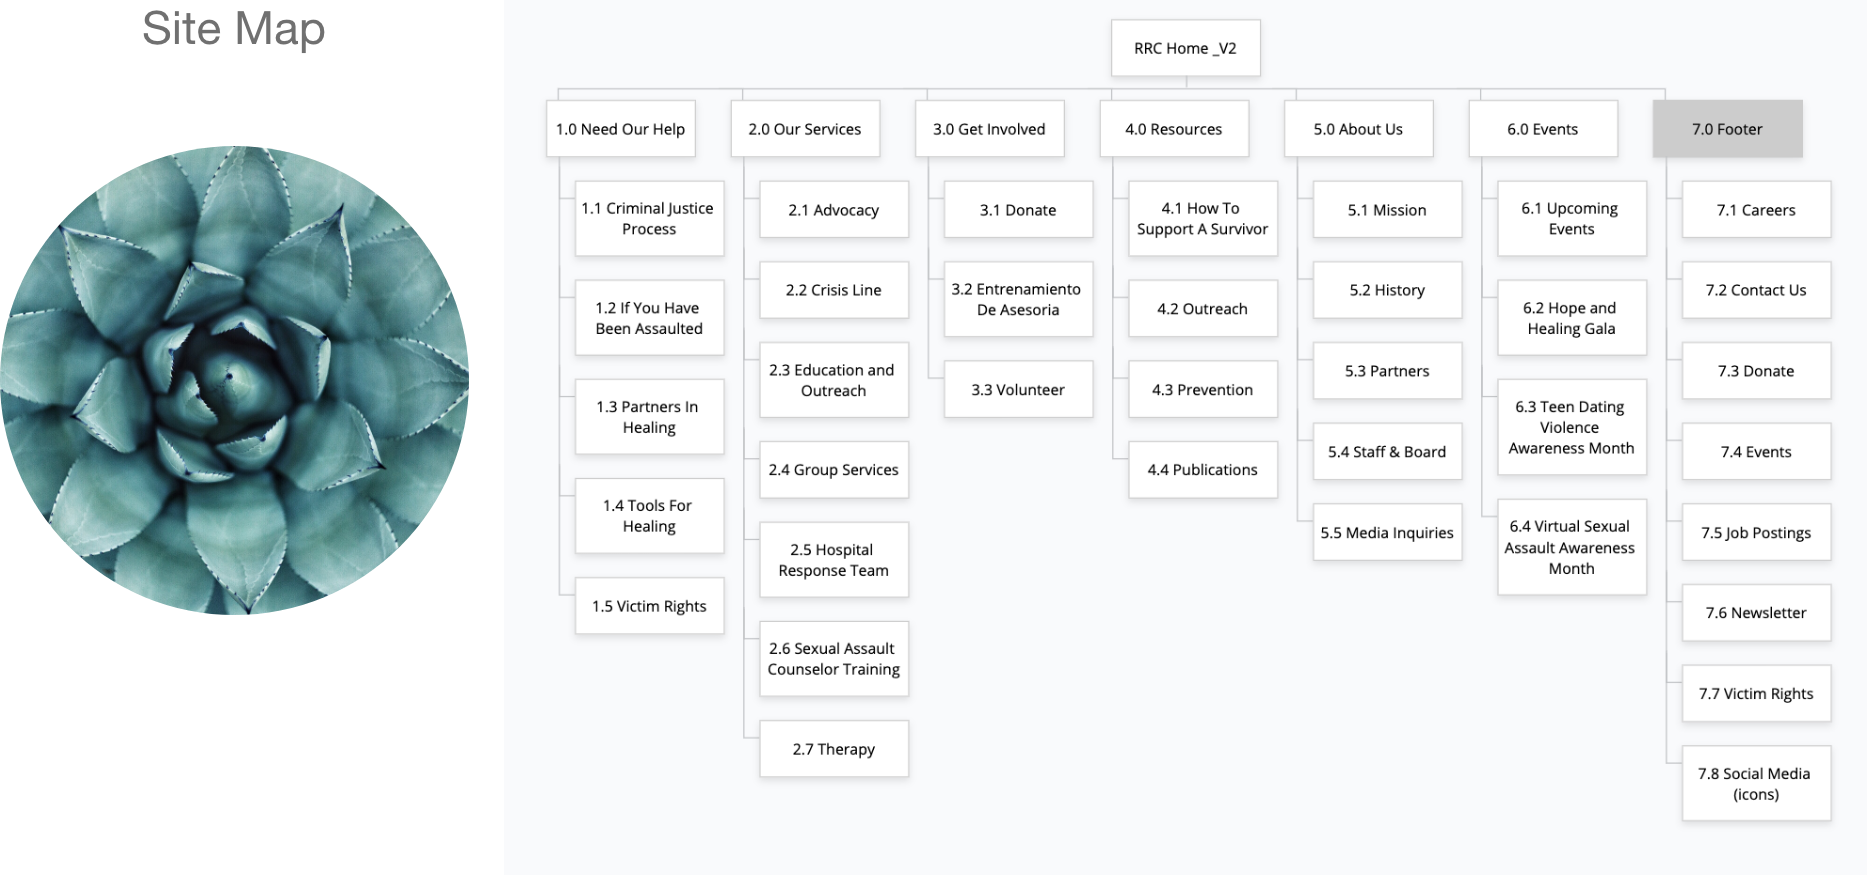 Site Map
RRC Home _V2
1.0 Need Our Help
1.1 Criminal Justice
Process
1.2 If You Have
Been Assaulted
1.3 Partners In
Healing
1.4 Tools For
Healing
1.5 Victim Rights
2.0 Our Services
2.1 Advocacy
2.2 Crisis Line
2.3 Education and
Outreach
2.4 Group Services
2.5 Hospital
Response Team
2.6 Sexual Assault
Counselor Training
2.7 Therapy
3.0 Get Involved
3.1 Donate
3.2 Entrenamiento
De Asesoria
3.3 Volunteer
4.0 Resources
4.1 How To
Support A Survivor
4.2 Outreach
4.3 Prevention
4.4 Publications
5.0 About Us
5.1 Mission
5.2 History
5.3 Partners
5.4 Staff & Board
5.5 Media Inquiries
6.0 Events
6.1 Upcoming
Events
6.2 Hope and
Healing Gala
6.3 Teen Dating
Violence
Awareness Month
6.4 Virtual Sexual
Assault Awareness
Month
7.0 Footer
7.1 Careers
7.2 Contact Us
7.3 Donate
7.4 Events
7.5 Job Postings
7.6 Newsletter
7.7 Victim Rights
7.8 Social Media
(icons)